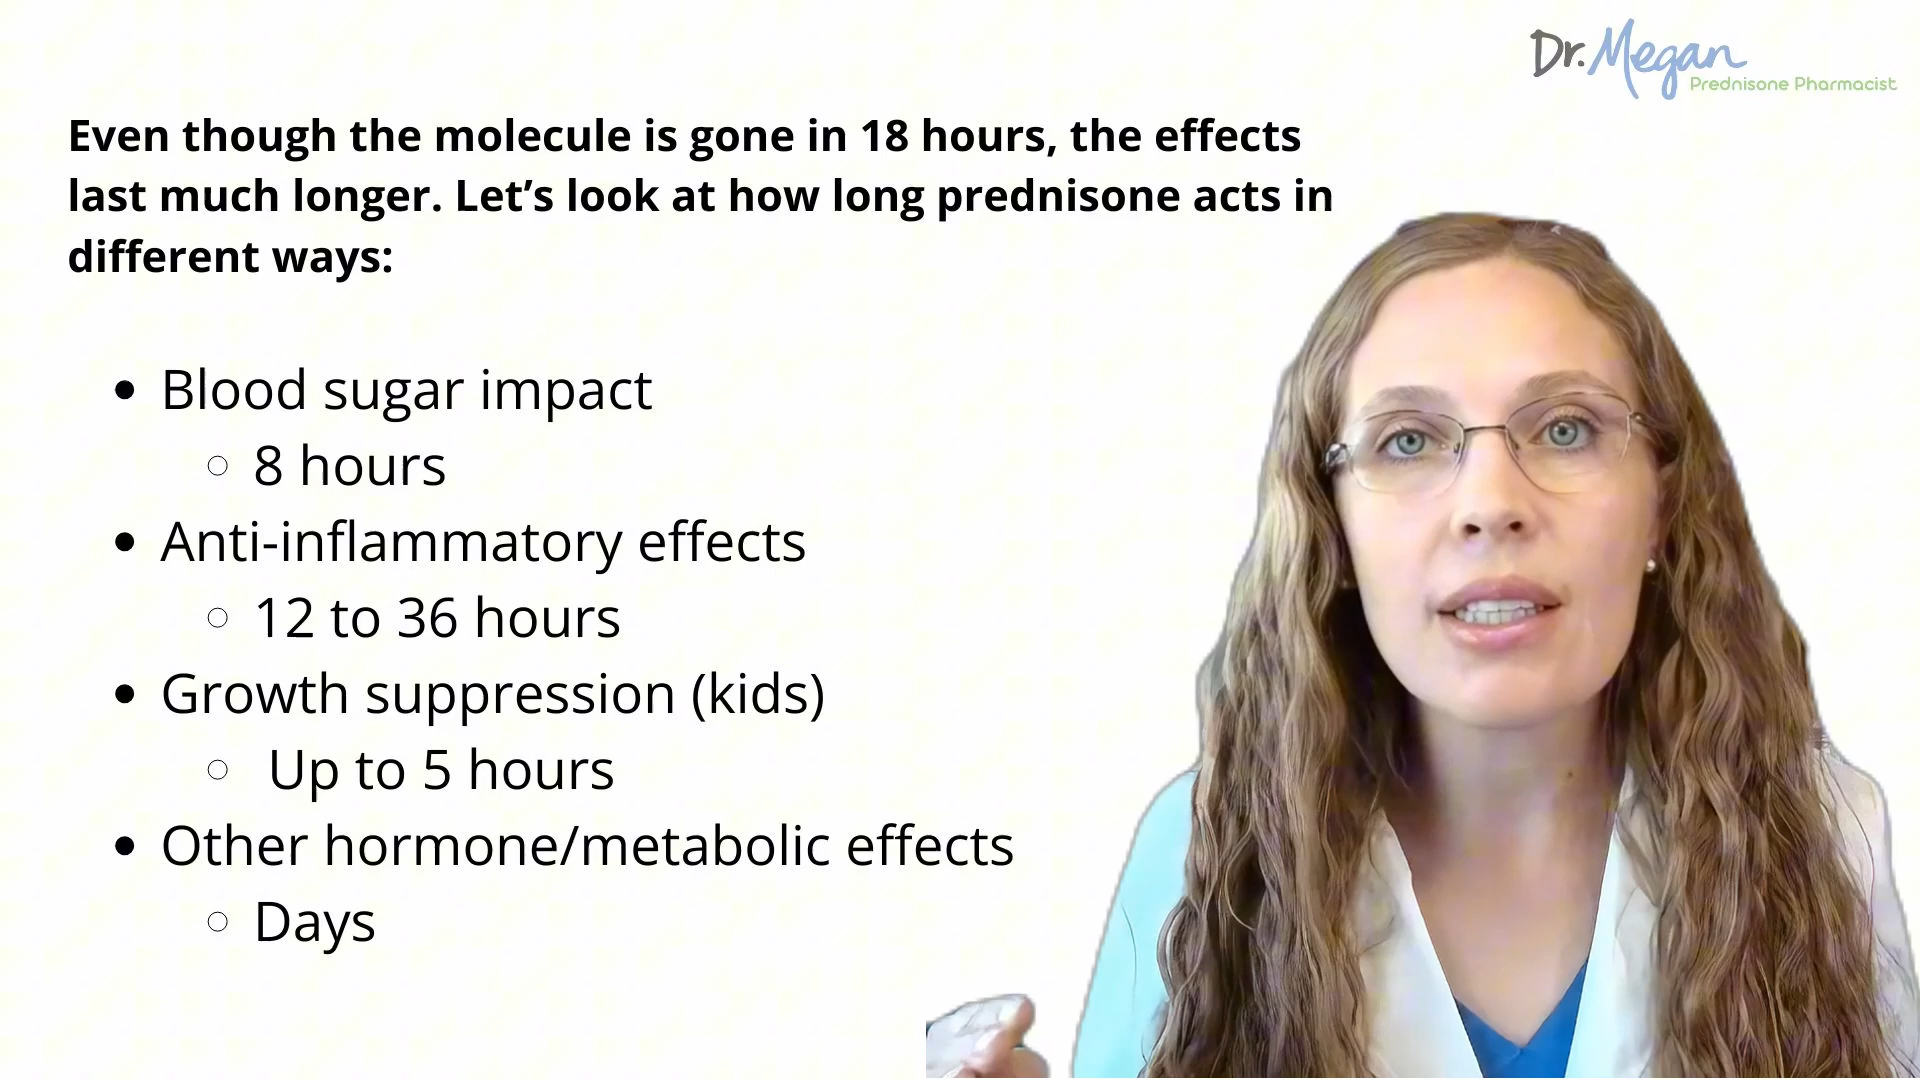 Dr. Megan
Prednisone Pharmacist
Even though the molecule is gone in 18 hours, the effects
last much longer. Let’s look at how long prednisone acts in
different ways:
Blood sugar impact
8 hours
Anti-inflammatory effects
12 to 36 hours
Growth suppression (kids)
Up to 5 hours
Other hormone/metabolic effects
Days